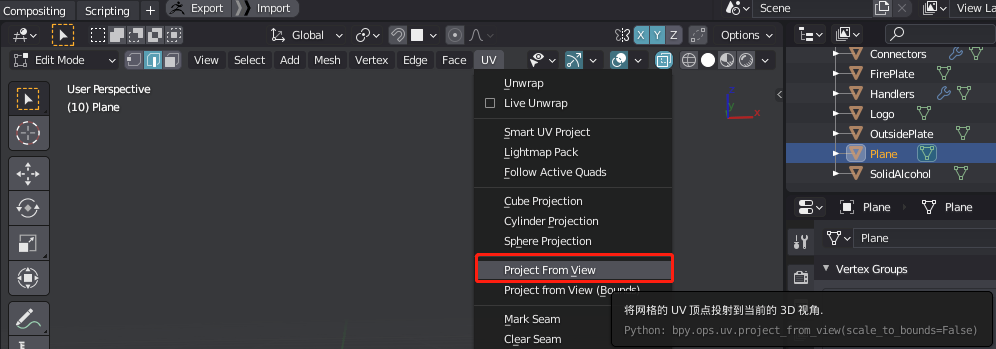 Compositing Scripting + Export Import Scene View La
Global X Y Z Options
Edit Mode View Select Add Mesh Vertex Edge Face UV
User Perspective
(10) Plane
Unwrap
Live Unwrap
Smart UV Project
Lightmap Pack
Follow Active Quads
Cube Projection
Cylinder Projection
Sphere Projection
Project From View
Project from View (Bounds)
Mark Seam
Clear Seam
将网格的 UV 顶点投射到当前的 3D 视角.
Python: bpy.ops.uv.project_from_view(scale_to_bounds=False)
Y
X
Connectors
FirePlate
Handlers
Logo
OutsidePlate
Plane
SolidAlcohol
Plane Plane
Plane
Vertex Groups